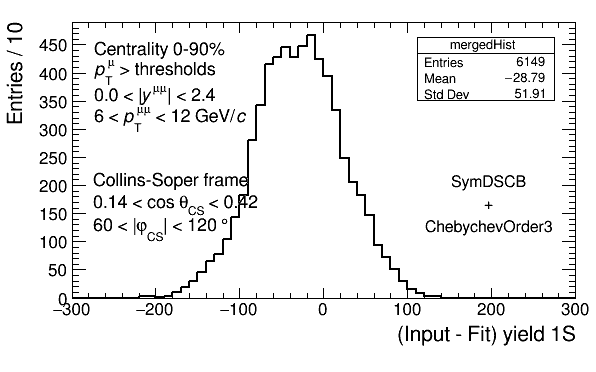 Entries / 10
450
400
350
300
250
200
150
100
50
0
Centrality 0-90%
p_T^μ > thresholds
0.0 < |y^μμ| < 2.4
6 < p_T^μμ < 12 GeV/c
Collins-Soper frame
0.14 < cos θ_CS < 0.42
60 < |φ_CS| < 120 °
mergedHist
Entries 6149
Mean −28.79
Std Dev 51.91
SymDSCB
+
ChebychevOrder3
−300 −200 −100 0 100 200 300
(Input - Fit) yield 1S